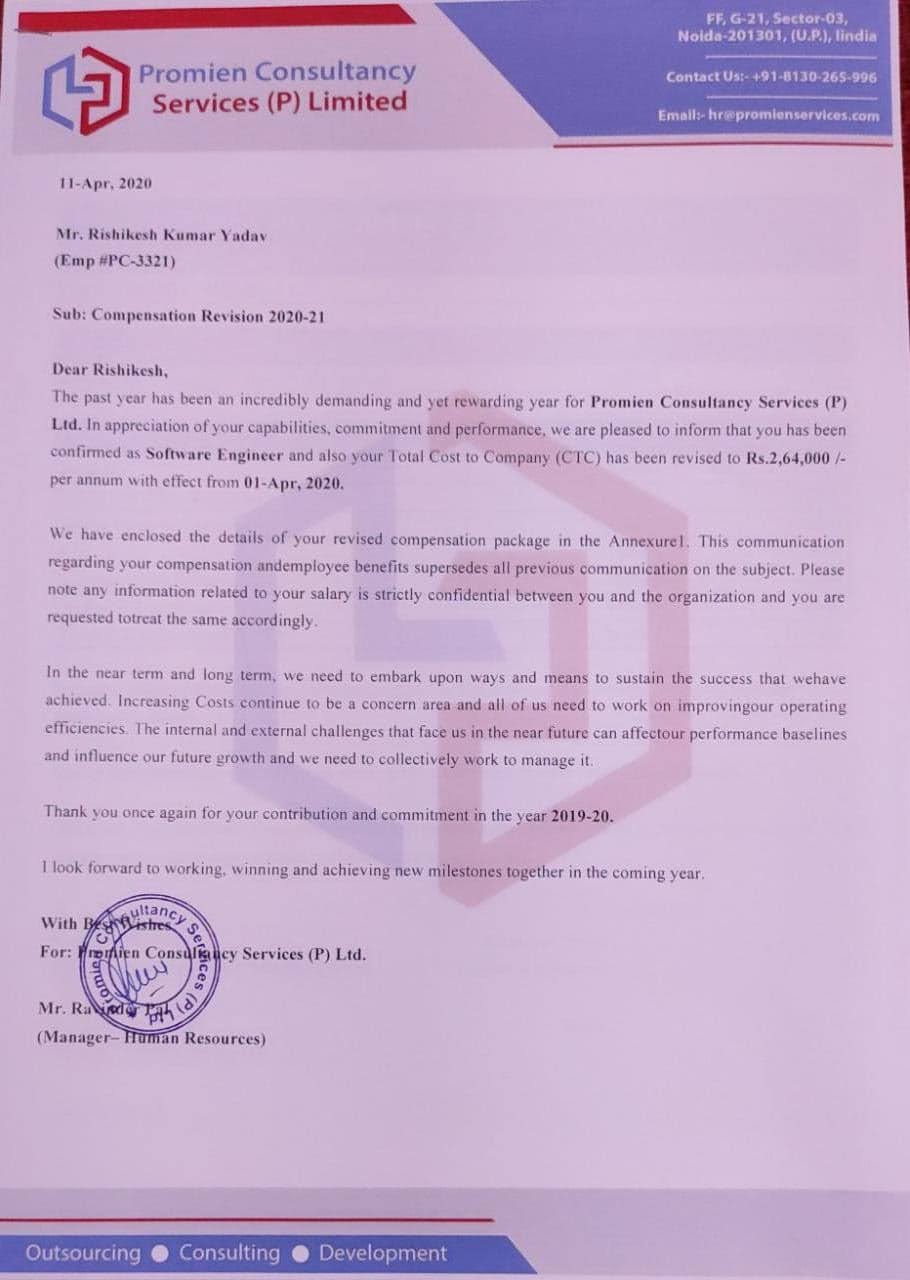 Promien Consultancy
Services (P) Limited
FF, G-21, Sector-03,
Noida-201301, (U.P.), Iindia
Contact Us:- +91-8130-265-996
Email:- hr@promienservices.com
11-Apr, 2020
Mr. Rishikesh Kumar Yadav
(Emp #PC-3321)
Sub: Compensation Revision 2020-21
Dear Rishikesh,
The past year has been an incredibly demanding and yet rewarding year for Promien Consultancy Services (P)
Ltd. In appreciation of your capabilities, commitment and performance, we are pleased to inform that you has been
confirmed as Software Engineer and also your Total Cost to Company (CTC) has been revised to Rs.2,64,000 /-
per annum with effect from 01-Apr, 2020.
We have enclosed the details of your revised compensation package in the Annexure1. This communication
regarding your compensation andemployee benefits supersedes all previous communication on the subject. Please
note any information related to your salary is strictly confidential between you and the organization and you are
requested totreat the same accordingly.
In the near term and long term, we need to embark upon ways and means to sustain the success that wehave
achieved. Increasing Costs continue to be a concern area and all of us need to work on improvingour operating
efficiencies. The internal and external challenges that face us in the near future can affectour performance baselines
and influence our future growth and we need to collectively work to manage it.
Thank you once again for your contribution and commitment in the year 2019-20.
I look forward to working, winning and achieving new milestones together in the coming year.
With Best Wishes
For: Promien Consultancy Services (P) Ltd.
Mr. Ravinder Pal
(Manager– Human Resources)
Promien Consultancy Services (P) Ltd
Outsourcing ● Consulting ● Development